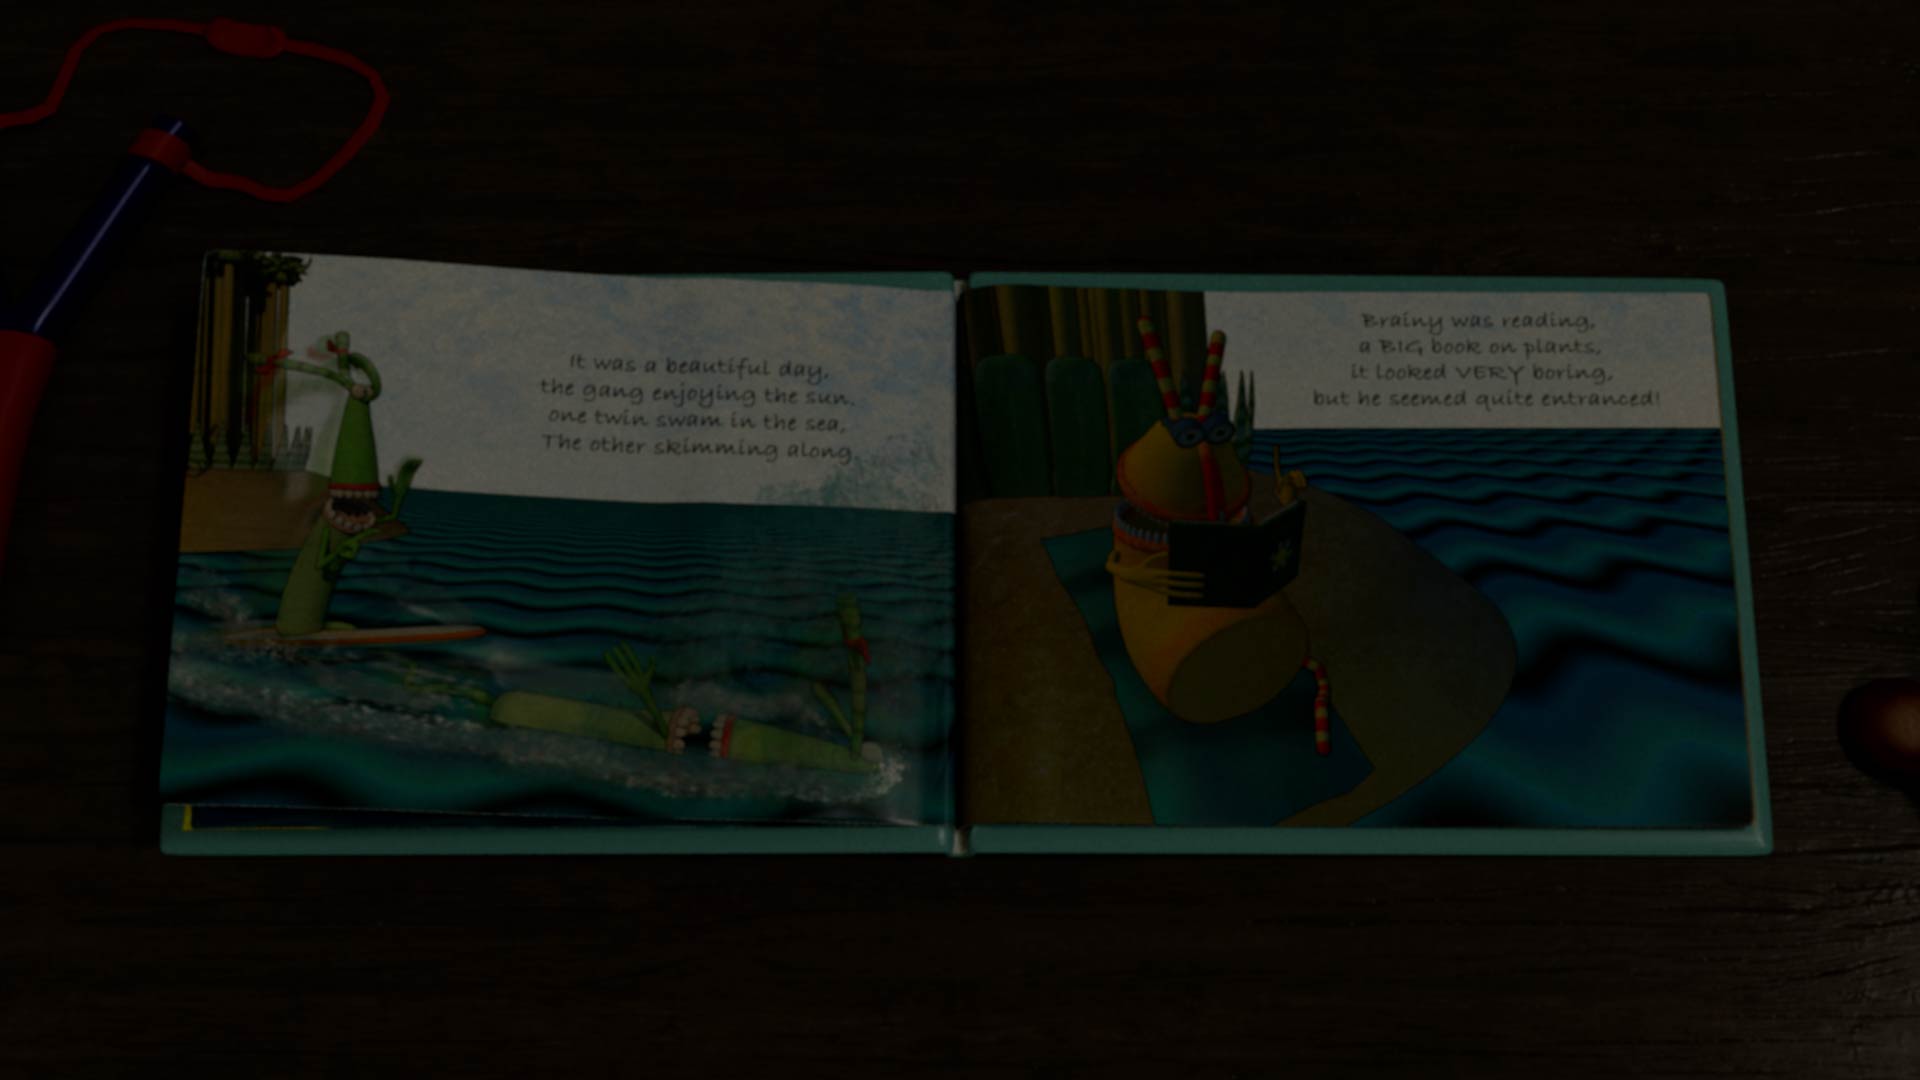 It was a beautiful day,
the gang enjoying the sun.
one twin swam in the sea,
The other skimming along.
Brainy was reading,
a BIG book on plants,
it looked VERY boring,
but he seemed quite entranced!